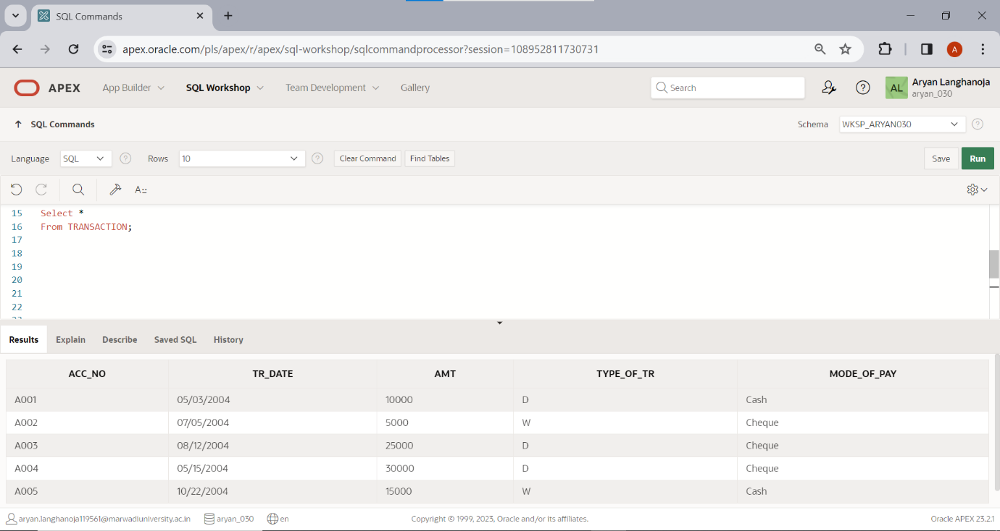 SQL Commands
apex.oracle.com/pls/apex/r/apex/sql-workshop/sqlcommandprocessor?session=108952811730731
A
APEX App Builder SQL Workshop Team Development Gallery Search AL Aryan Langhanoja
aryan_030
SQL Commands Schema WKSP_ARYAN030
Language SQL Rows 10 Clear Command Find Tables Save Run
A::
15 Select *
16 From TRANSACTION;
17
18
19
20
21
22
Results Explain Describe Saved SQL History
ACC_NO TR_DATE AMT TYPE_OF_TR MODE_OF_PAY
A001 05/03/2004 10000 D Cash
A002 07/05/2004 5000 W Cheque
A003 08/12/2004 25000 D Cheque
A004 05/15/2004 30000 D Cheque
A005 10/22/2004 15000 W Cash
aryan.langhanoja119561@marwadiuniversity.ac.in aryan_030 en Copyright © 1999, 2023, Oracle and/or its affiliates. Oracle APEX 23.2.1